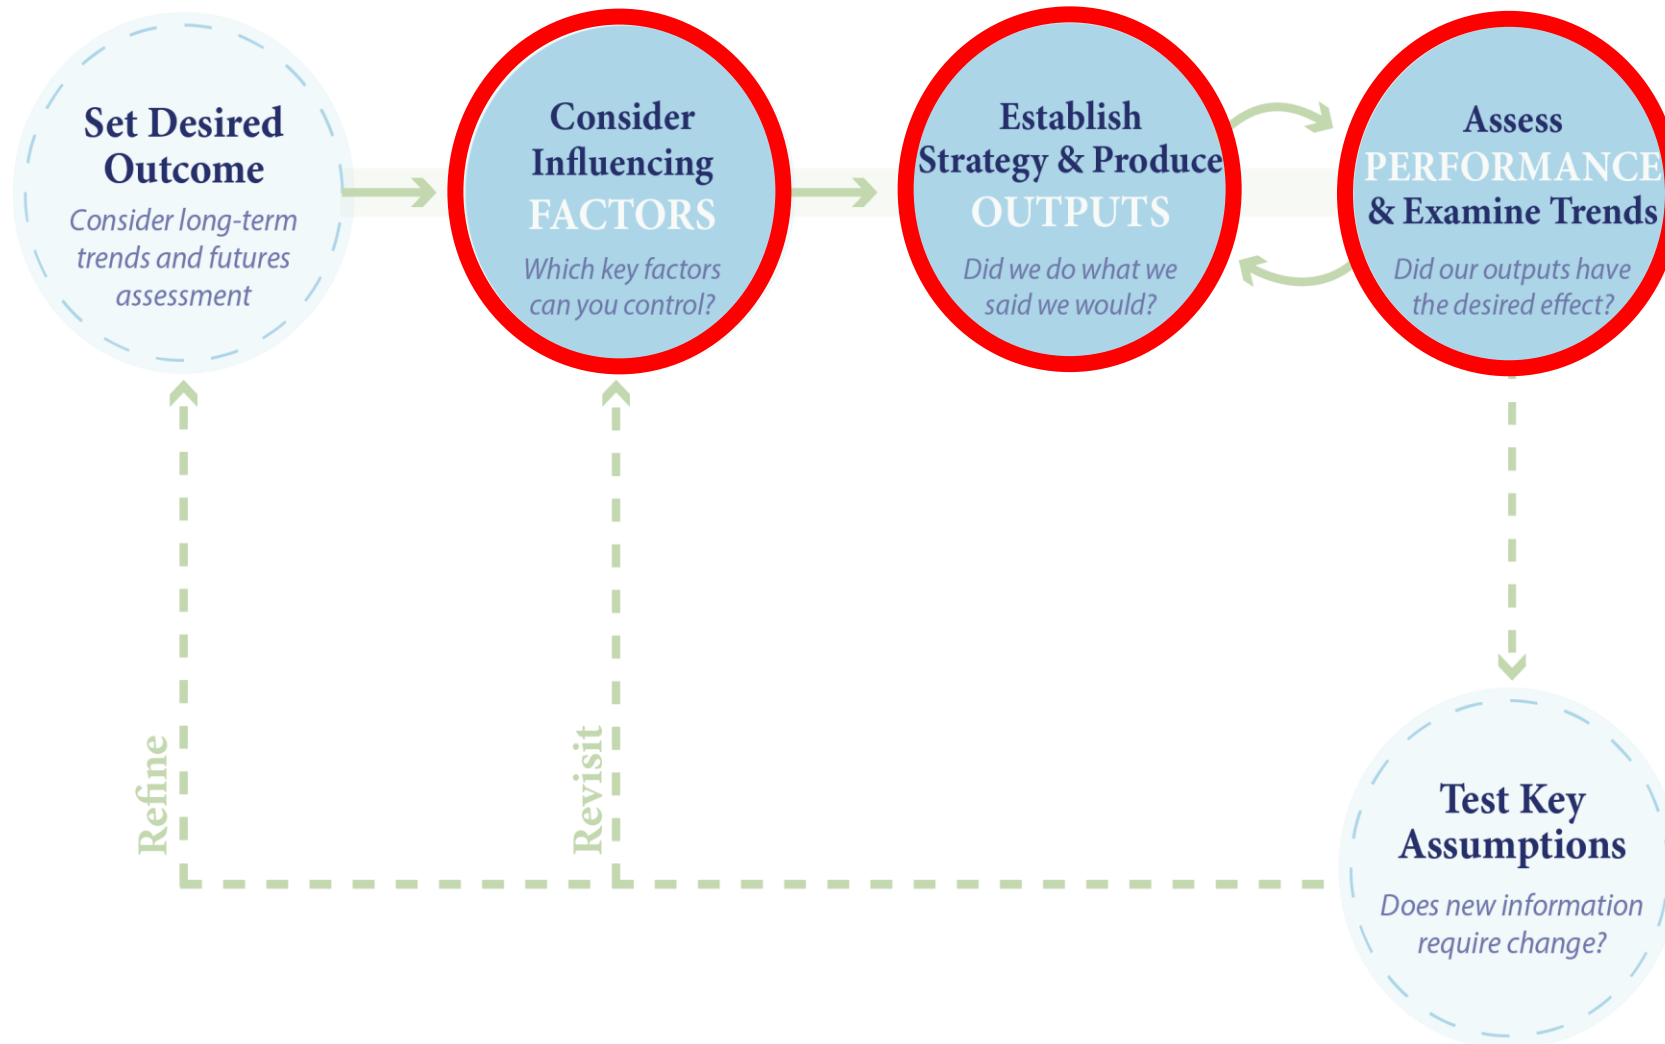 Set Desired
Outcome
Consider long-term
trends and futures
assessment
Consider
Influencing
FACTORS
Which key factors
can you control?
Establish
Strategy & Produce
OUTPUTS
Did we do what we
said we would?
Assess
PERFORMANCE
& Examine Trends
Did our outputs have
the desired effect?
Refine
Revisit
Test Key
Assumptions
Does new information
require change?